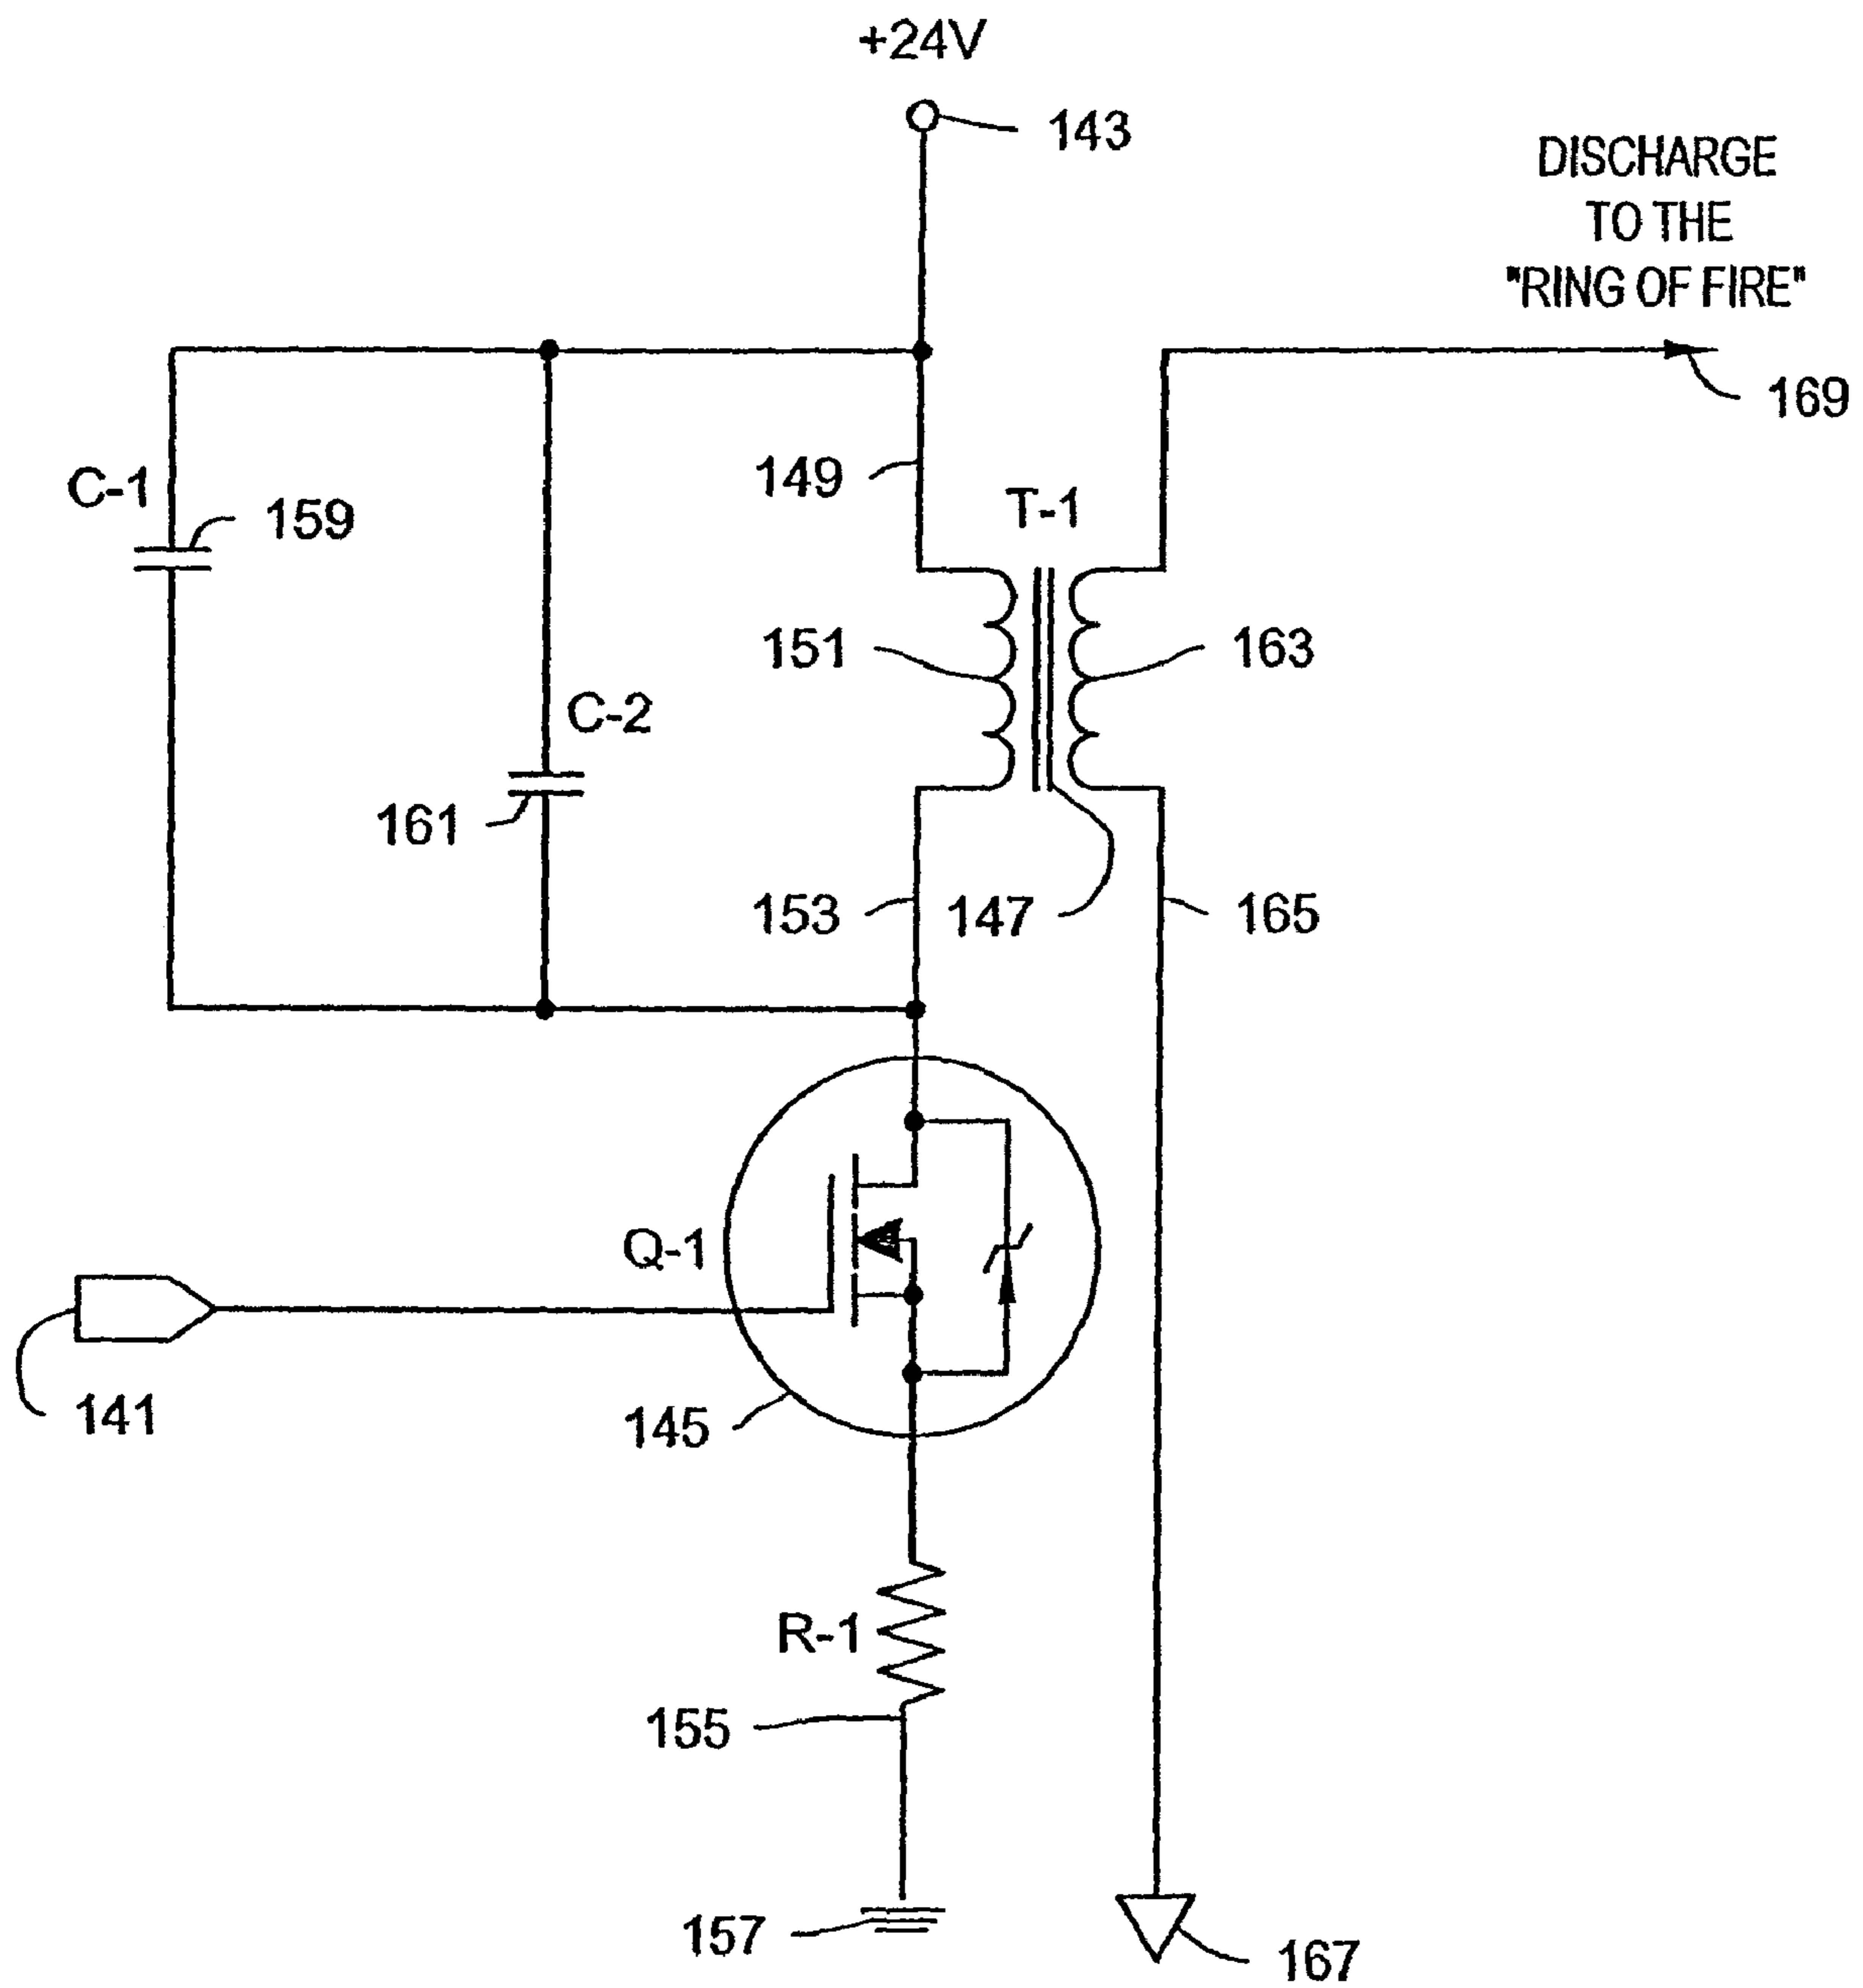 +24V
143
DISCHARGE
TO THE
"RING OF FIRE"
169
C-1
159
149
T-1
151
163
C-2
161
153
147
165
Q-1
141
145
R-1
155
157
167